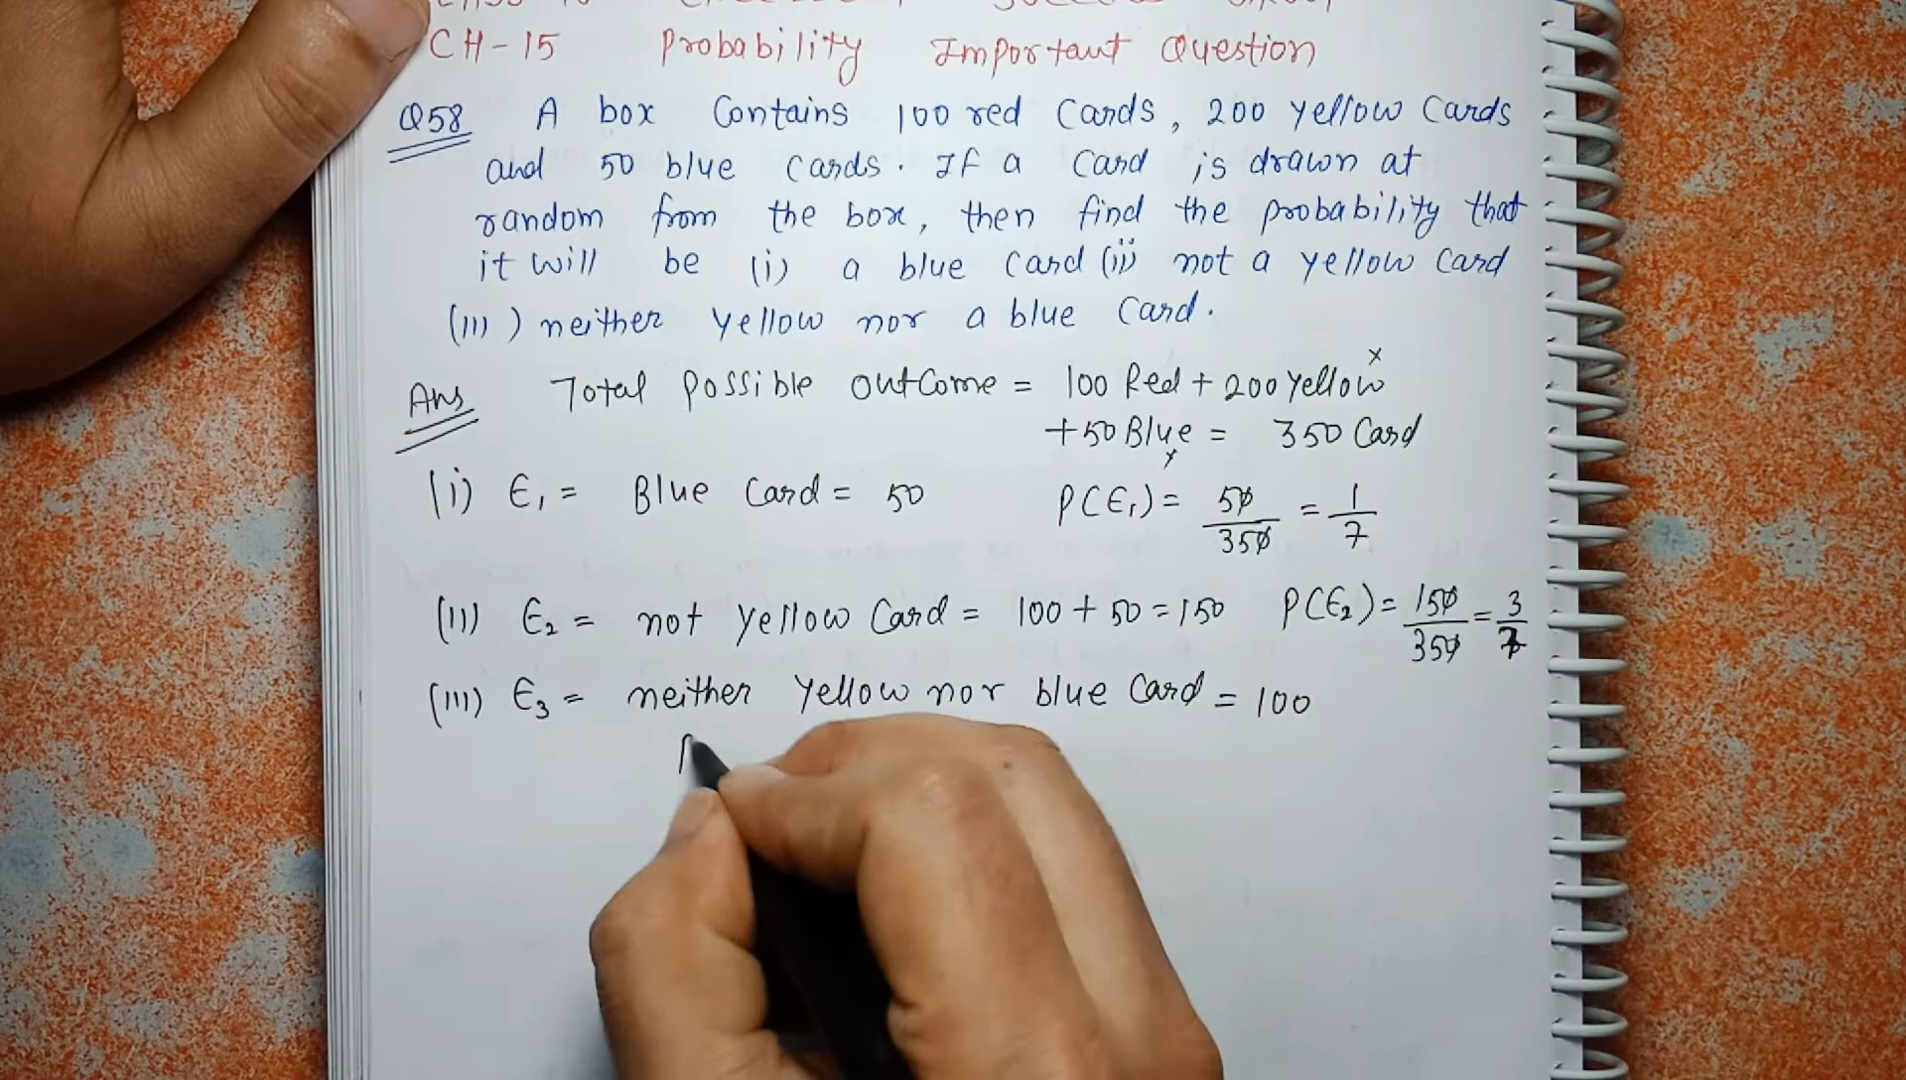 CH-15 Probability Important Question
Q58 A box Contains 100 red Cards, 200 yellow Cards
and 50 blue cards. If a Card is drawn at
random from the box, then find the probability that
it will be (i) a blue Card (ii) not a yellow Card
(III) neither yellow nor a blue Card.
Ans Total Possible Outcome = 100 Red + 200 yellow x
+50 Blue x = 350 Card
(i) E1 = Blue Card = 50 P(E1) = 50/350 = 1/7
(II) E2 = not yellow Card = 100 + 50 = 150 P(E2) = 150/350 = 3/7
(III) E3 = neither yellow nor blue Card = 100